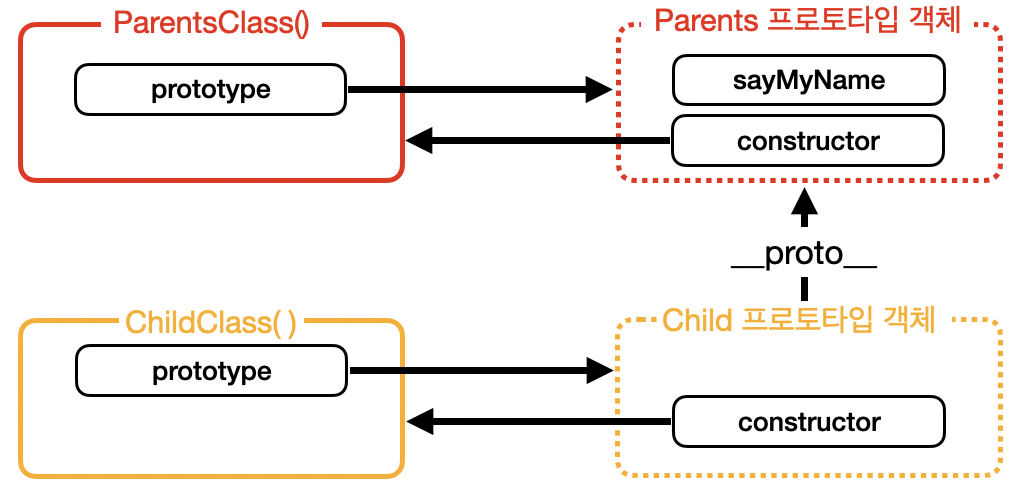 ParentsClass()
Parents 프로토타입 객체
prototype
sayMyName
constructor
__proto__
ChildClass( )
Child 프로토타입 객체
prototype
constructor